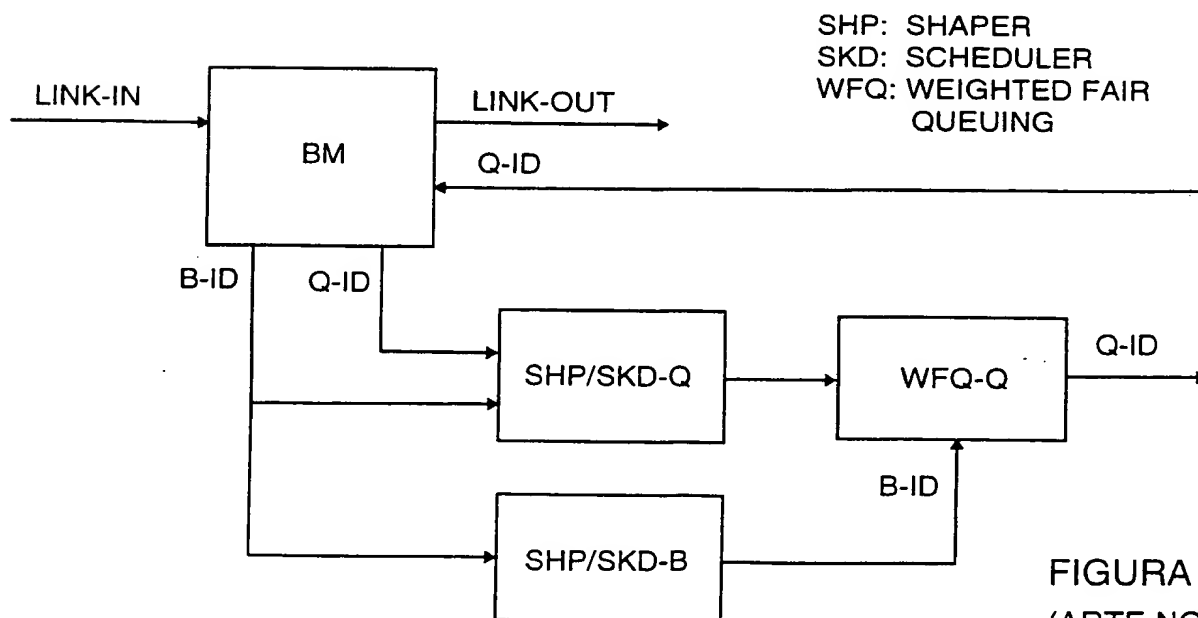 SHP: SHAPER
SKD: SCHEDULER
WFQ: WEIGHTED FAIR
QUEUING
LINK-IN
LINK-OUT
BM
Q-ID
B-ID
Q-ID
SHP/SKD-Q
WFQ-Q
Q-ID
B-ID
SHP/SKD-B
FIGURA